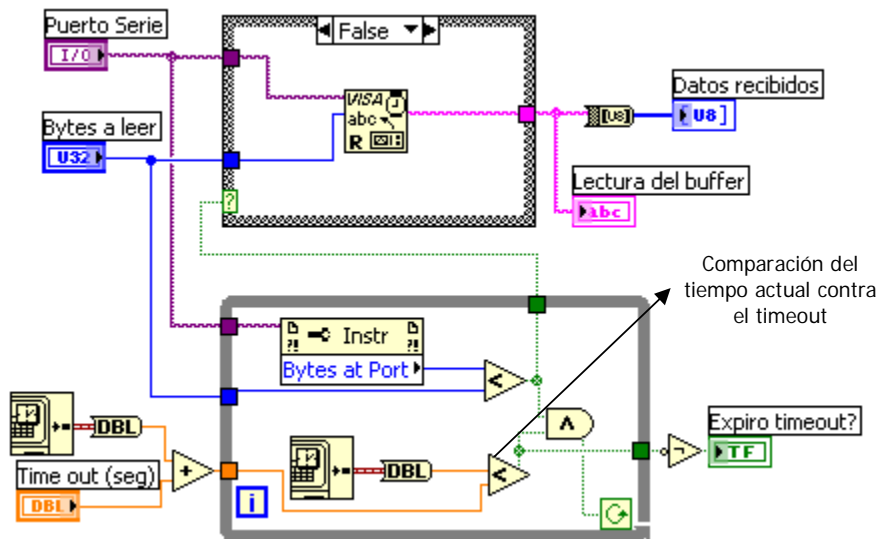 Puerto Serie
I/O
False
Bytes a leer
U32
VISA
abc
R
?
[U8]
Datos recibidos
U8]
Lectura del buffer
abc
Comparación del
tiempo actual contra
el timeout
?! Instr ?!
Bytes at Port
<
DBL
Time out (seg)
DBL
+
i
DBL
<
Λ
Expiro timeout?
TF